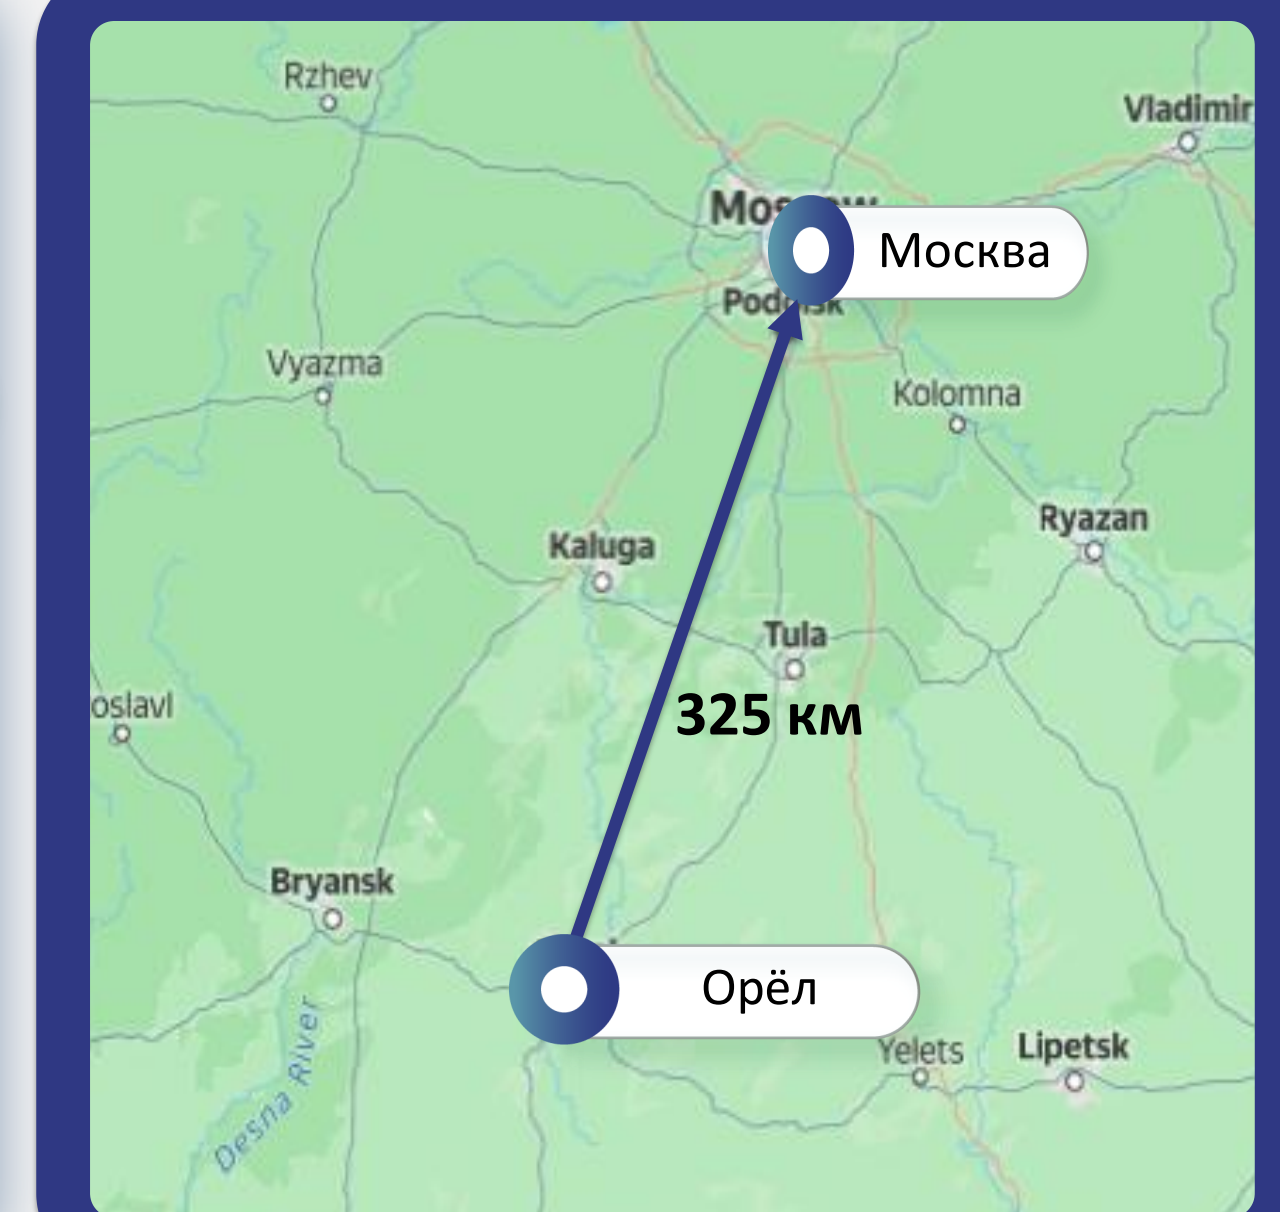 Rzhev
Vladimir
Москва
Vyazma
Kolomna
Ryazan
Kaluga
Tula
oslavl
325 км
Bryansk
Орёл
Yelets
Lipetsk
Desna River